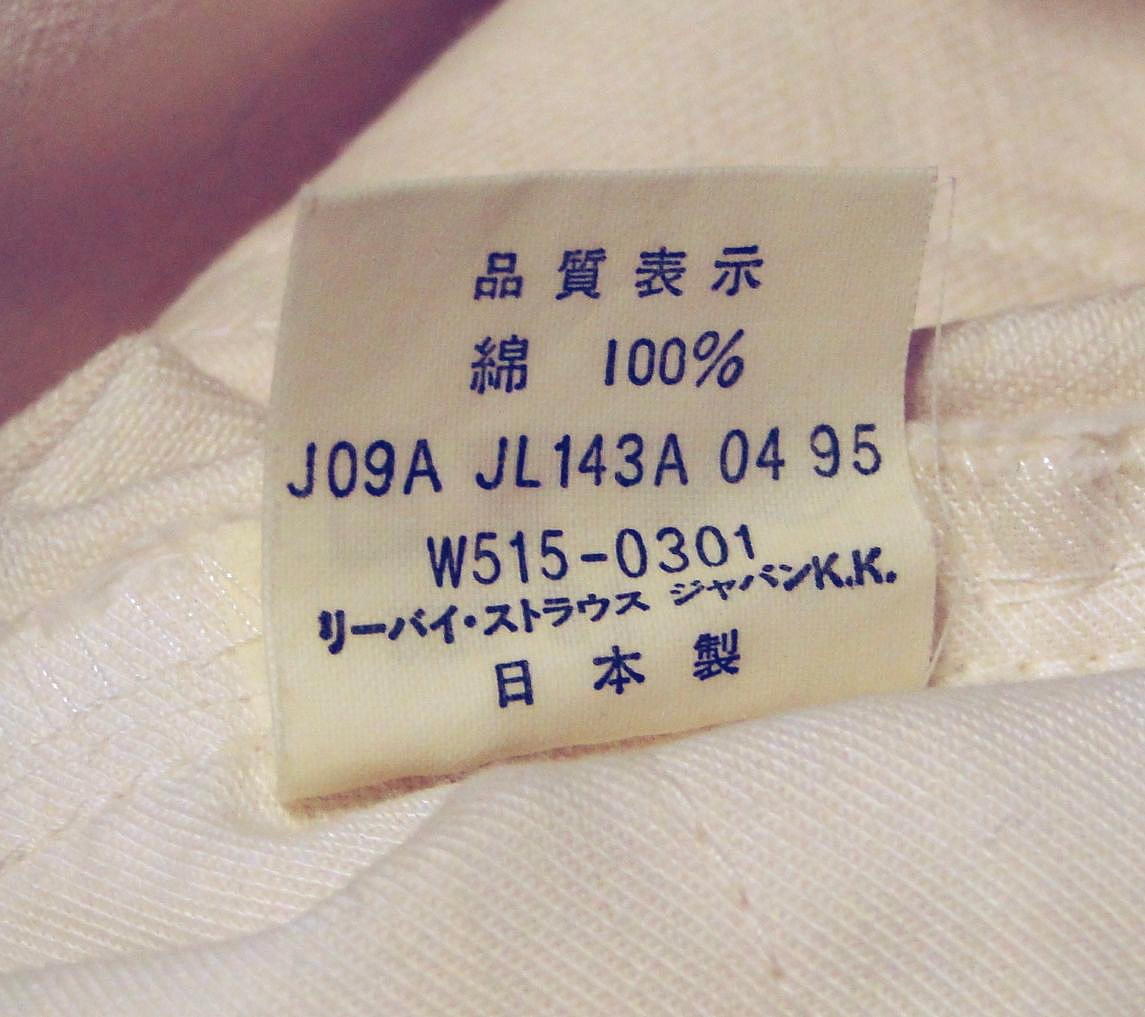 品質表示
綿 100%
J09A JL143A 04 95
W515-0301
リーバイ・ストラウス ジャパンK.K.
日本製